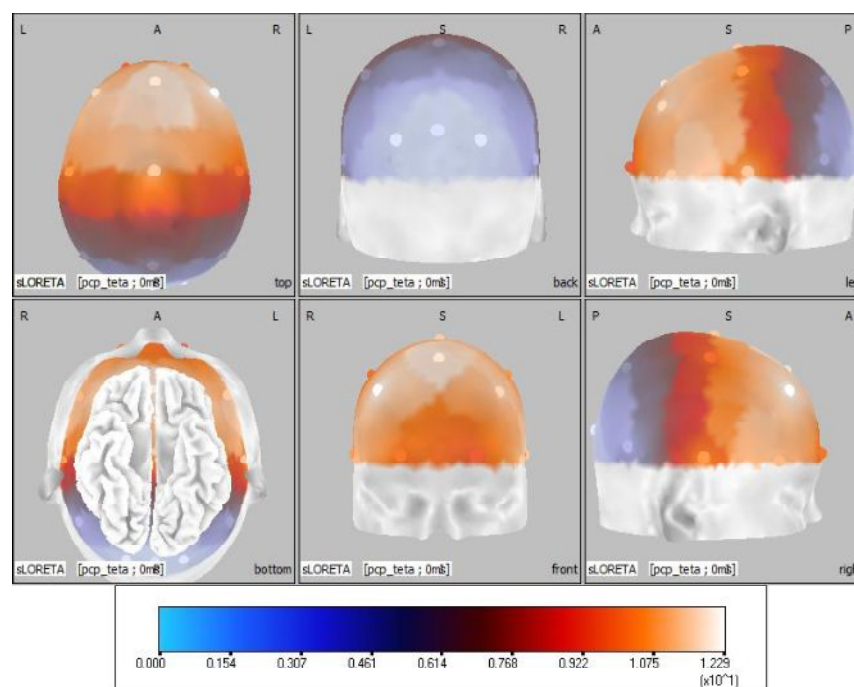 L A R
sLORETA [pcp_teta ; 0ms] top
L S R
sLORETA [pcp_teta ; 0ms] back
A S P
sLORETA [pcp_teta ; 0ms] le
R A L
sLORETA [pcp_teta ; 0ms] bottom
R S L
sLORETA [pcp_teta ; 0ms] front
P S A
sLORETA [pcp_teta ; 0ms] righ
0.000 0.154 0.307 0.461 0.614 0.768 0.922 1.075 1.229
(x10^1)